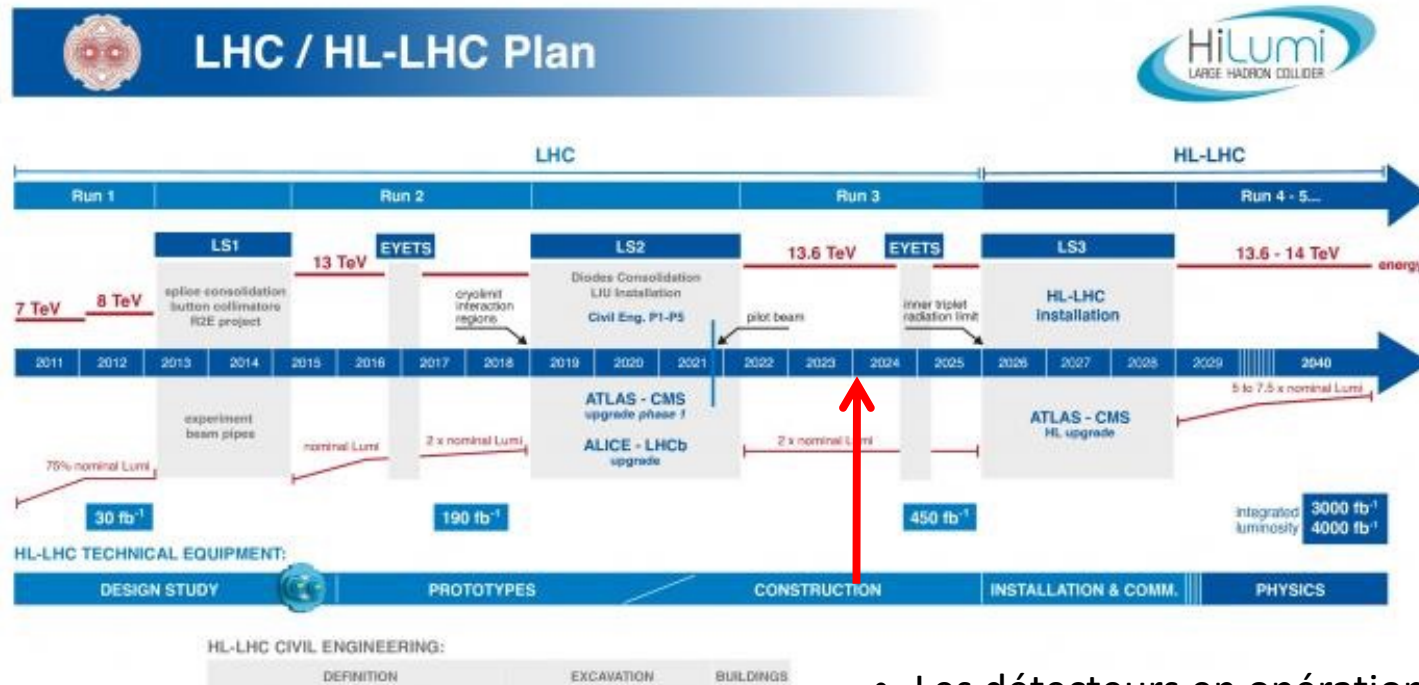 LHC / HL-LHC Plan
HiLumi
LARGE HADRON COLLIDER
LHC
HL-LHC
Run 1
Run 2
Run 3
Run 4 - 5...
LS1
EYETS
LS2
EYETS
LS3
13 TeV
13.6 TeV
13.6 - 14 TeV
energy
7 TeV
8 TeV
splice consolidation
button collimators
R2E project
cryolimit
interaction
regions
Diodes Consolidation
LIU Installation
Civil Eng. P1-P5
pilot beam
inner triplet
radiation limit
HL-LHC
installation
2011 2012 2013 2014 2015 2016 2017 2018 2019 2020 2021 2022 2023 2024 2025 2026 2027 2028 2029 2040
5 to 7.5 x nominal Lumi
experiment
beam pipes
ATLAS - CMS
upgrade phase 1
ALICE - LHCb
upgrade
ATLAS - CMS
HL upgrade
75% nominal Lumi
nominal Lumi
2 x nominal Lumi
2 x nominal Lumi
30 fb⁻¹
190 fb⁻¹
450 fb⁻¹
integrated
luminosity
3000 fb⁻¹
4000 fb⁻¹
HL-LHC TECHNICAL EQUIPMENT:
DESIGN STUDY
PROTOTYPES
CONSTRUCTION
INSTALLATION & COMM.
PHYSICS
HL-LHC CIVIL ENGINEERING:
DEFINITION
EXCAVATION
BUILDINGS